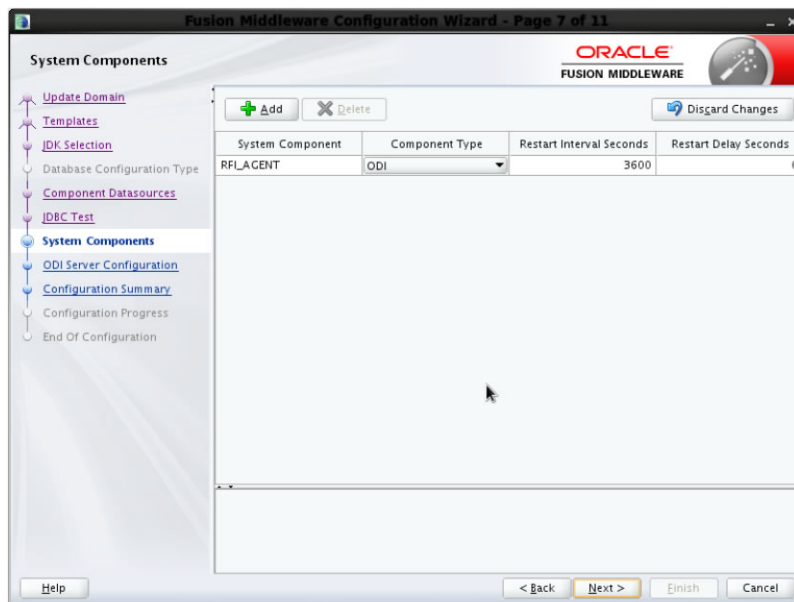 Fusion Middleware Configuration Wizard - Page 7 of 11
System Components
ORACLE
FUSION MIDDLEWARE
Update Domain
Templates
JDK Selection
Database Configuration Type
Component Datasources
JDBC Test
System Components
ODI Server Configuration
Configuration Summary
Configuration Progress
End Of Configuration
Add Delete Discard Changes
System Component Component Type Restart Interval Seconds Restart Delay Seconds
RFI_AGENT ODI 3600
Help < Back Next > Finish Cancel